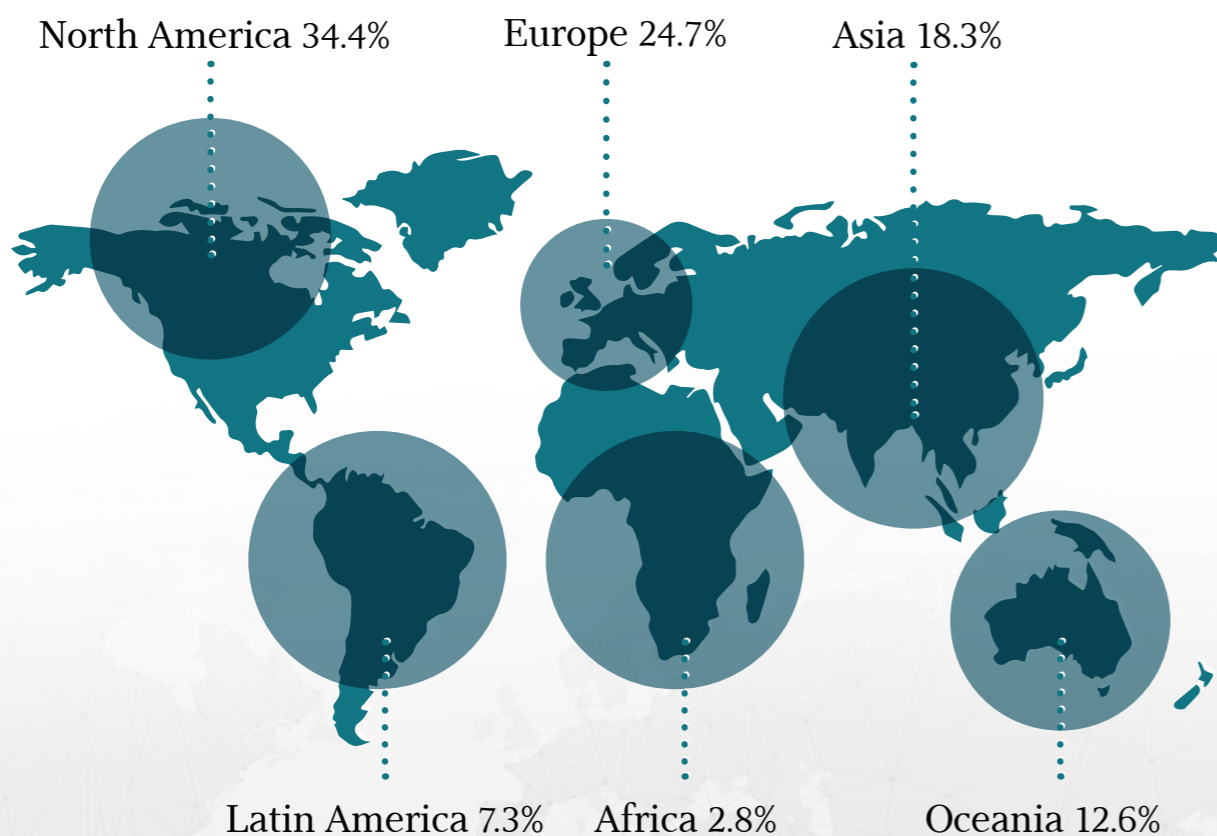 North America 34.4%
Europe 24.7%
Asia 18.3%
Latin America 7.3%
Africa 2.8%
Oceania 12.6%